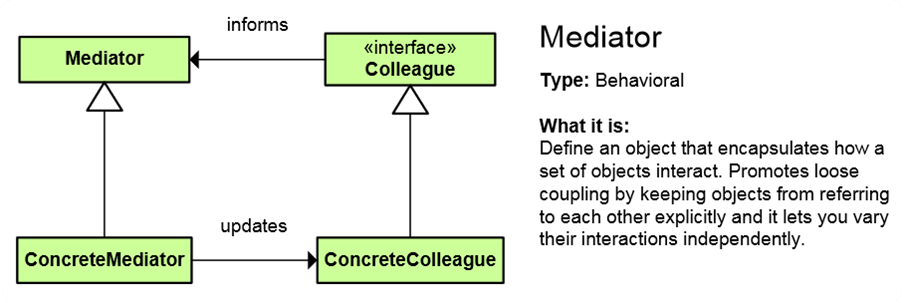 informs
Mediator
«interface»
Colleague
updates
ConcreteMediator
ConcreteColleague
Mediator
Type: Behavioral
What it is:
Define an object that encapsulates how a
set of objects interact. Promotes loose
coupling by keeping objects from referring
to each other explicitly and it lets you vary
their interactions independently.